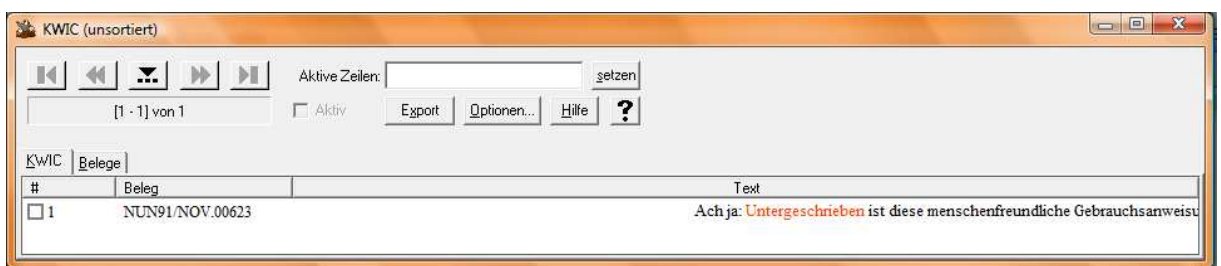 KWIC (unsortiert)
Aktive Zeilen: setzen
[1 - 1] von 1 Aktiv Export Optionen... Hilfe ?
KWIC Belege
# Beleg Text
1 NUN91/NOV.00623 Ach ja: Untergeschrieben ist diese menschenfreundliche Gebrauchsanweisu